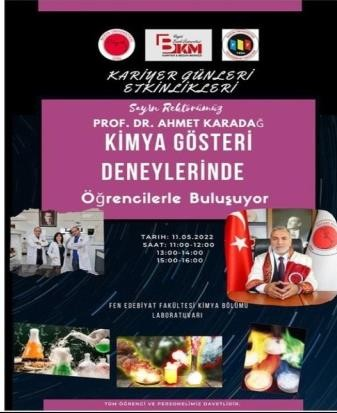 BKM
KARİYER GÜNLERİ
ETKİNLİKLERİ
Sayın Rektörümüz
PROF. DR. AHMET KARADAĞ
KİMYA GÖSTERİ
DENEYLERİNDE
Öğrencilerle Buluşuyor
TARIH: 11.05.2022
SAAT: 11:00-12:00
13:00-14:00
15:00-16:00
FEN EDEBİYAT FAKÜLTESİ KİMYA BÖLÜMÜ
LABORATUVARI
TÜM ÖĞRENCİ VE PERSONELİMİZ DAVETLİDİR.